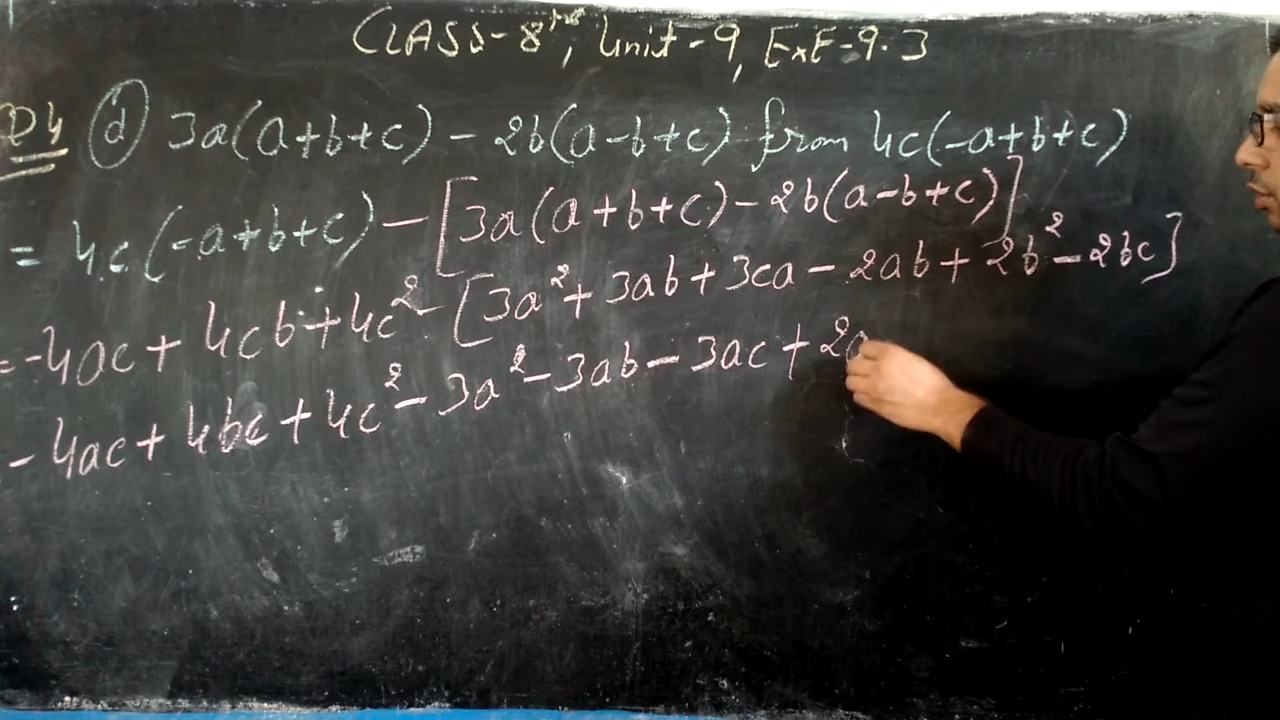 CLASS-8th, Unit-9, EXE-9.3
Q4 (d) 3a(a+b+c) - 2b(a-b+c) from 4c(-a+b+c)
= 4c(-a+b+c) - [3a(a+b+c) - 2b(a-b+c)]
= -4ac + 4cb + 4c² - [3a² + 3ab + 3ca - 2ab + 2b² - 2bc]
- 4ac + 4bc + 4c² - 3a² - 3ab - 3ac + 2a